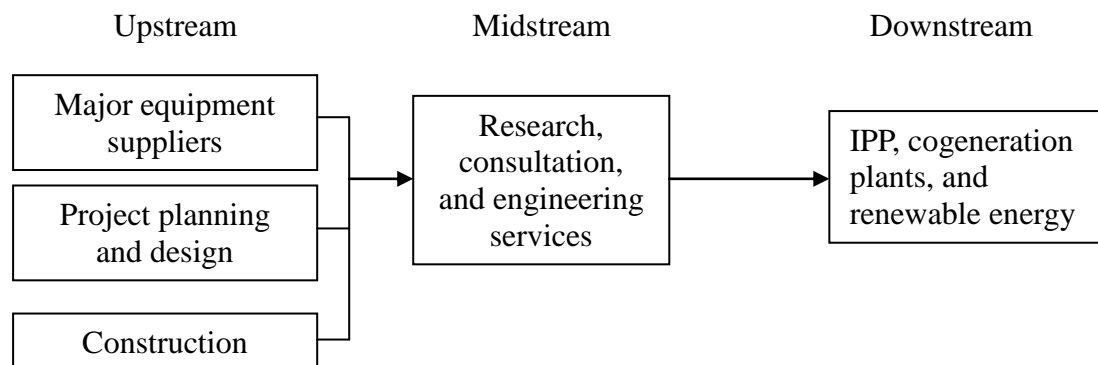 Upstream
Midstream
Downstream
Major equipment
suppliers
Project planning
and design
Construction
Research,
consultation,
and engineering
services
IPP, cogeneration
plants, and
renewable energy